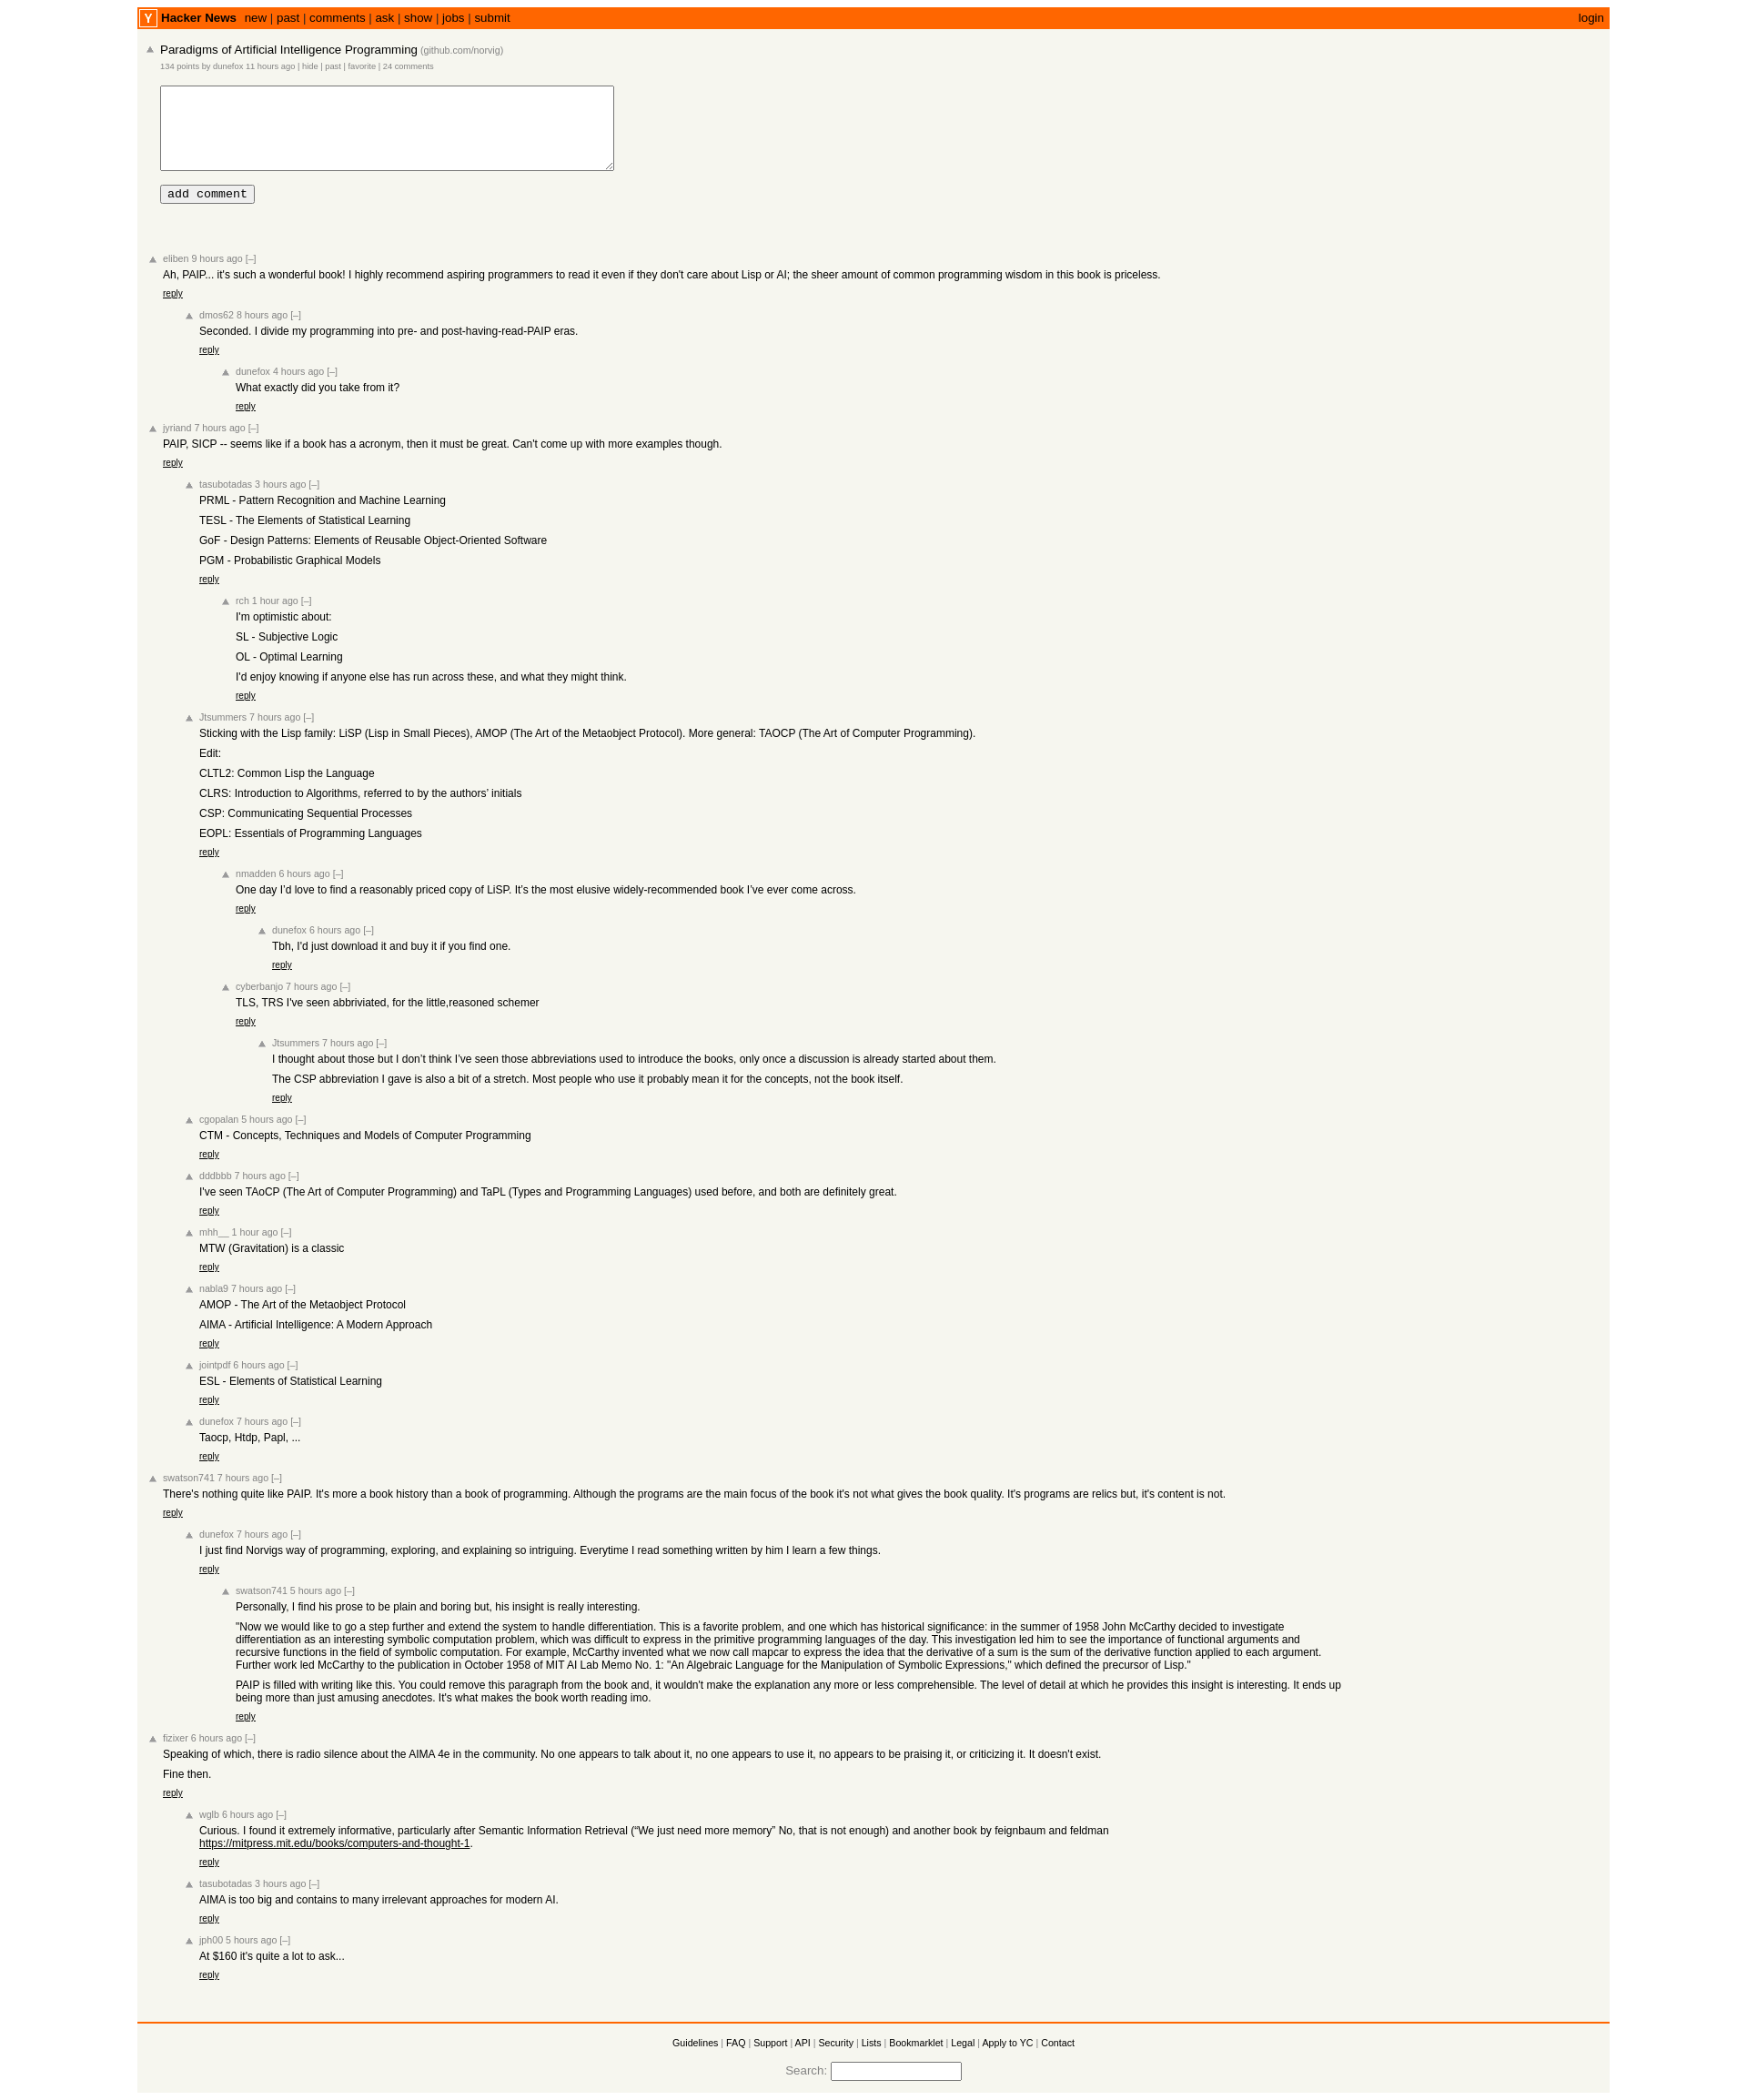 Y Hacker News new | past | comments | ask | show | jobs | submit login
Paradigms of Artificial Intelligence Programming (github.com/norvig)
134 points by dunefox 11 hours ago | hide | past | favorite | 24 comments
add comment
eliben 9 hours ago [–]
Ah, PAIP... it's such a wonderful book! I highly recommend aspiring programmers to read it even if they don't care about Lisp or AI; the sheer amount of common programming wisdom in this book is priceless.
reply
dmos62 8 hours ago [–]
Seconded. I divide my programming into pre- and post-having-read-PAIP eras.
reply
dunefox 4 hours ago [–]
What exactly did you take from it?
reply
jyriand 7 hours ago [–]
PAIP, SICP -- seems like if a book has a acronym, then it must be great. Can't come up with more examples though.
reply
tasubotadas 3 hours ago [–]
PRML - Pattern Recognition and Machine Learning
TESL - The Elements of Statistical Learning
GoF - Design Patterns: Elements of Reusable Object-Oriented Software
PGM - Probabilistic Graphical Models
reply
rch 1 hour ago [–]
I'm optimistic about:
SL - Subjective Logic
OL - Optimal Learning
I'd enjoy knowing if anyone else has run across these, and what they might think.
reply
Jtsummers 7 hours ago [–]
Sticking with the Lisp family: LiSP (Lisp in Small Pieces), AMOP (The Art of the Metaobject Protocol). More general: TAOCP (The Art of Computer Programming).
Edit:
CLTL2: Common Lisp the Language
CLRS: Introduction to Algorithms, referred to by the authors’ initials
CSP: Communicating Sequential Processes
EOPL: Essentials of Programming Languages
reply
nmadden 6 hours ago [–]
One day I’d love to find a reasonably priced copy of LiSP. It’s the most elusive widely-recommended book I’ve ever come across.
reply
dunefox 6 hours ago [–]
Tbh, I'd just download it and buy it if you find one.
reply
cyberbanjo 7 hours ago [–]
TLS, TRS I've seen abbriviated, for the little,reasoned schemer
reply
Jtsummers 7 hours ago [–]
I thought about those but I don’t think I’ve seen those abbreviations used to introduce the books, only once a discussion is already started about them.
The CSP abbreviation I gave is also a bit of a stretch. Most people who use it probably mean it for the concepts, not the book itself.
reply
cgopalan 5 hours ago [–]
CTM - Concepts, Techniques and Models of Computer Programming
reply
dddbbb 7 hours ago [–]
I've seen TAoCP (The Art of Computer Programming) and TaPL (Types and Programming Languages) used before, and both are definitely great.
reply
mhh__ 1 hour ago [–]
MTW (Gravitation) is a classic
reply
nabla9 7 hours ago [–]
AMOP - The Art of the Metaobject Protocol
AIMA - Artificial Intelligence: A Modern Approach
reply
jointpdf 6 hours ago [–]
ESL - Elements of Statistical Learning
reply
dunefox 7 hours ago [–]
Taocp, Htdp, Papl, ...
reply
swatson741 7 hours ago [–]
There's nothing quite like PAIP. It's more a book history than a book of programming. Although the programs are the main focus of the book it's not what gives the book quality. It's programs are relics but, it's content is not.
reply
dunefox 7 hours ago [–]
I just find Norvigs way of programming, exploring, and explaining so intriguing. Everytime I read something written by him I learn a few things.
reply
swatson741 5 hours ago [–]
Personally, I find his prose to be plain and boring but, his insight is really interesting.
"Now we would like to go a step further and extend the system to handle differentiation. This is a favorite problem, and one which has historical significance: in the summer of 1958 John McCarthy decided to investigate
differentiation as an interesting symbolic computation problem, which was difficult to express in the primitive programming languages of the day. This investigation led him to see the importance of functional arguments and
recursive functions in the field of symbolic computation. For example, McCarthy invented what we now call mapcar to express the idea that the derivative of a sum is the sum of the derivative function applied to each argument.
Further work led McCarthy to the publication in October 1958 of MIT AI Lab Memo No. 1: "An Algebraic Language for the Manipulation of Symbolic Expressions," which defined the precursor of Lisp."
PAIP is filled with writing like this. You could remove this paragraph from the book and, it wouldn't make the explanation any more or less comprehensible. The level of detail at which he provides this insight is interesting. It ends up
being more than just amusing anecdotes. It's what makes the book worth reading imo.
reply
fizixer 6 hours ago [–]
Speaking of which, there is radio silence about the AIMA 4e in the community. No one appears to talk about it, no one appears to use it, no appears to be praising it, or criticizing it. It doesn't exist.
Fine then.
reply
wglb 6 hours ago [–]
Curious. I found it extremely informative, particularly after Semantic Information Retrieval (“We just need more memory” No, that is not enough) and another book by feignbaum and feldman
https://mitpress.mit.edu/books/computers-and-thought-1.
reply
tasubotadas 3 hours ago [–]
AIMA is too big and contains to many irrelevant approaches for modern AI.
reply
jph00 5 hours ago [–]
At $160 it's quite a lot to ask...
reply
Guidelines | FAQ | Support | API | Security | Lists | Bookmarklet | Legal | Apply to YC | Contact
Search: